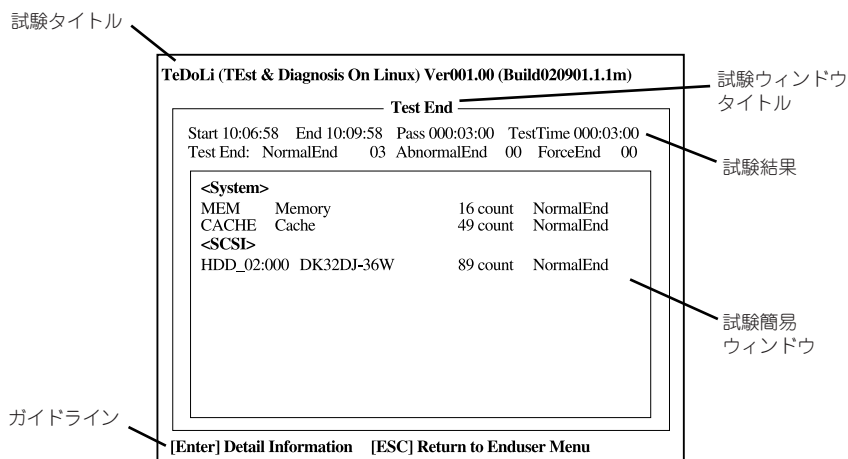 試験タイトル
TeDoLi (TEst & Diagnosis On Linux) Ver001.00 (Build020901.1.1m)
試験ウィンドウ
タイトル
Test End
Start 10:06:58 End 10:09:58 Pass 000:03:00 TestTime 000:03:00
Test End: NormalEnd 03 AbnormalEnd 00 ForceEnd 00
試験結果
<System>
MEM Memory 16 count NormalEnd
CACHE Cache 49 count NormalEnd
<SCSI>
HDD_02:000 DK32DJ-36W 89 count NormalEnd
試験簡易
ウィンドウ
ガイドライン
[Enter] Detail Information [ESC] Return to Enduser Menu